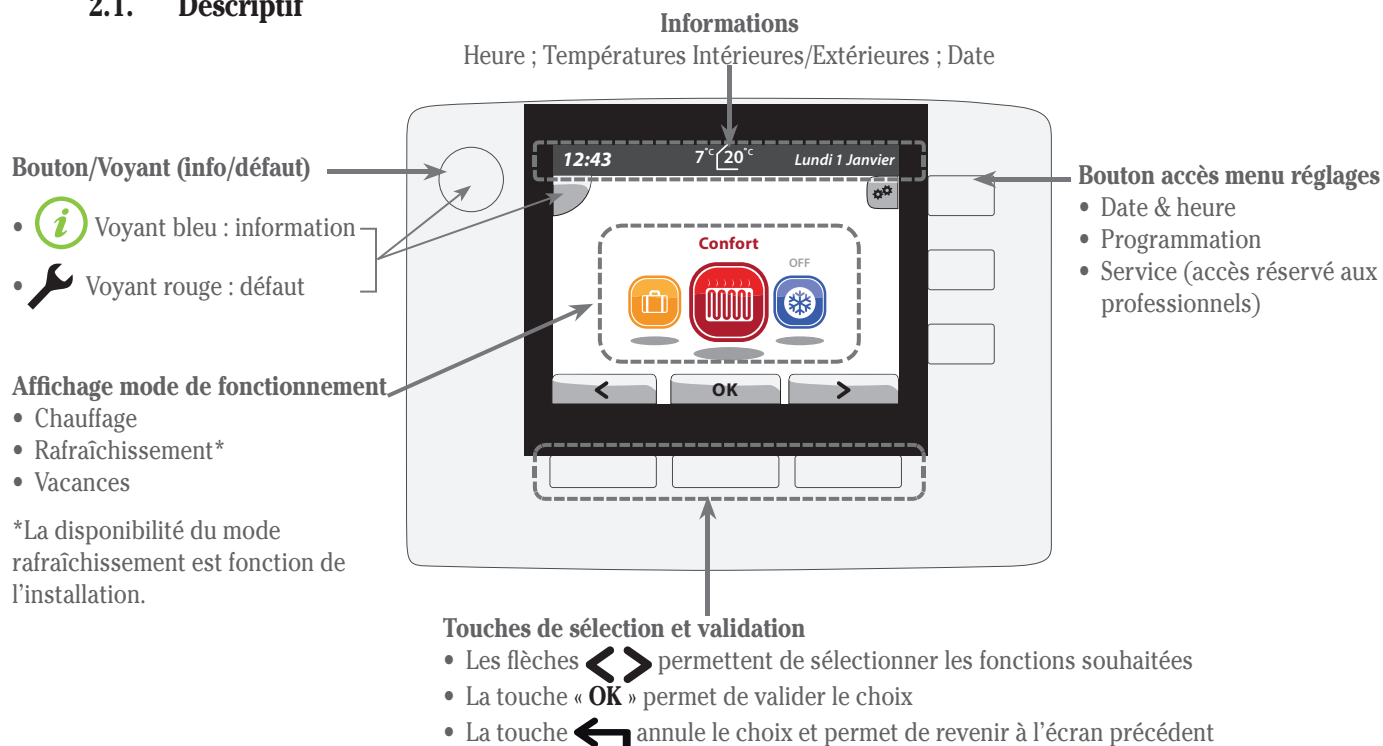 2.1. Descriptif
Informations
Heure ; Températures Intérieures/Extérieures ; Date
Bouton/Voyant (info/défaut)
• i Voyant bleu : information
• Voyant rouge : défaut
12:43 7°C 20°C Lundi 1 Janvier
Confort
OFF
< OK >
Bouton accès menu réglages
• Date & heure
• Programmation
• Service (accès réservé aux
professionnels)
Affichage mode de fonctionnement
• Chauffage
• Rafraîchissement*
• Vacances
*La disponibilité du mode
rafraîchissement est fonction de
l'installation.
Touches de sélection et validation
• Les flèches < > permettent de sélectionner les fonctions souhaitées
• La touche « OK » permet de valider le choix
• La touche annule le choix et permet de revenir à l'écran précédent